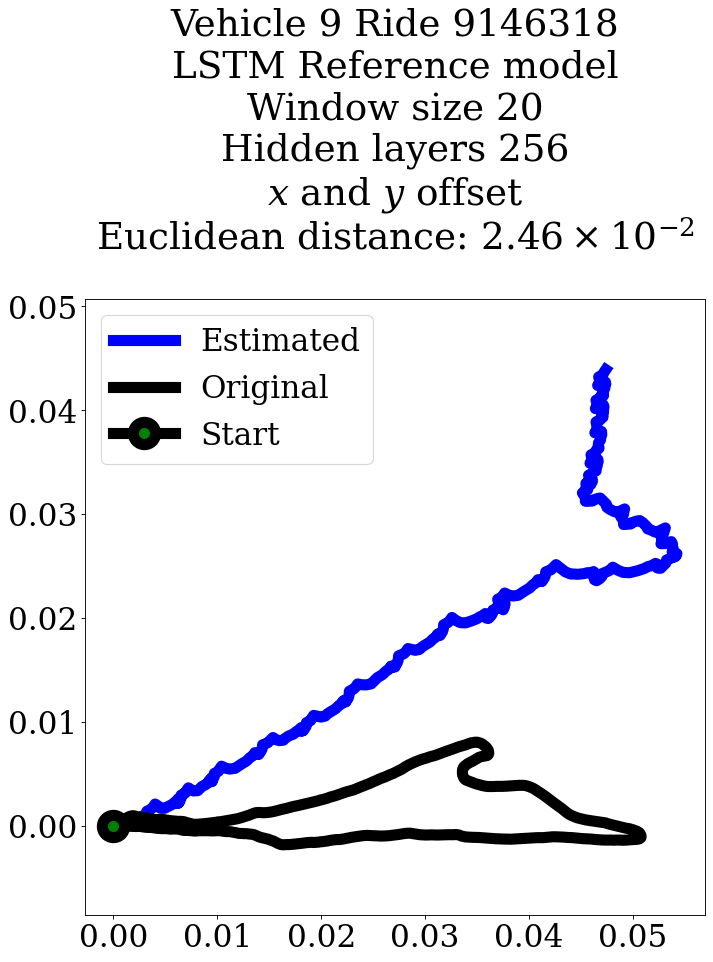 Vehicle 9 Ride 9146318
LSTM Reference model
Window size 20
Hidden layers 256
x and y offset
Euclidean distance: 2.46 × 10⁻²
Estimated
Original
Start
0.05
0.04
0.03
0.02
0.01
0.00
0.00 0.01 0.02 0.03 0.04 0.05